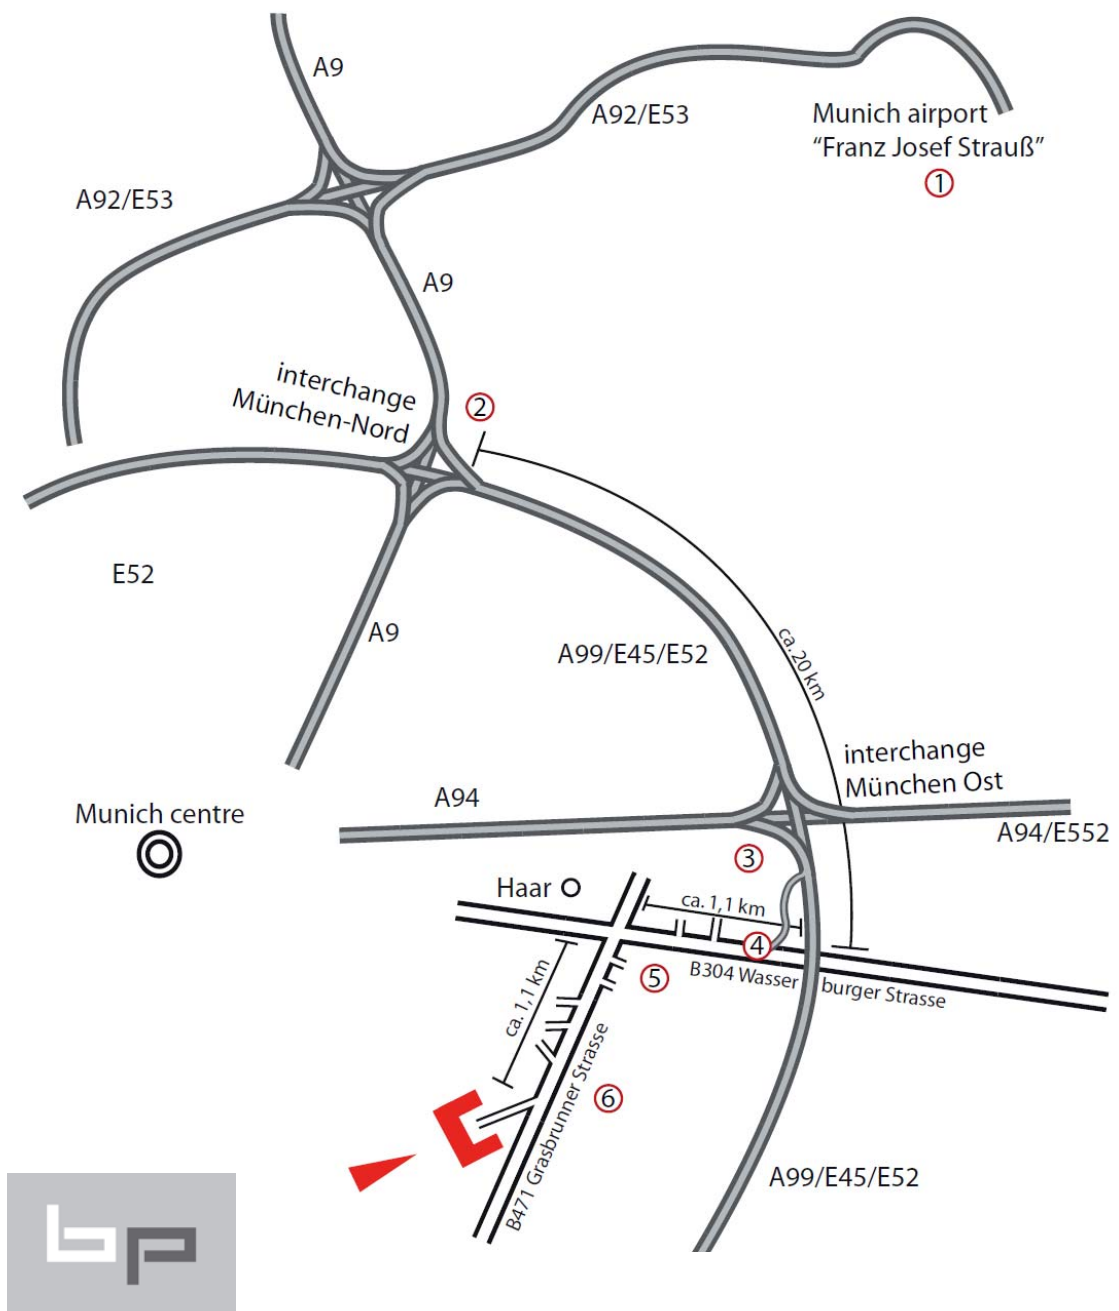 A9
A92/E53
Munich airport
“Franz Josef Strauß”
1
A92/E53
A9
interchange
München-Nord
2
E52
A9
A99/E45/E52
ca. 20 km
interchange
München Ost
A94
A94/E552
Munich centre
3
Haar
ca. 1,1 km
4
B304 Wasser burger Strasse
5
ca. 1, 1 km
6
B471 Grasbrunner Strasse
A99/E45/E52
bp